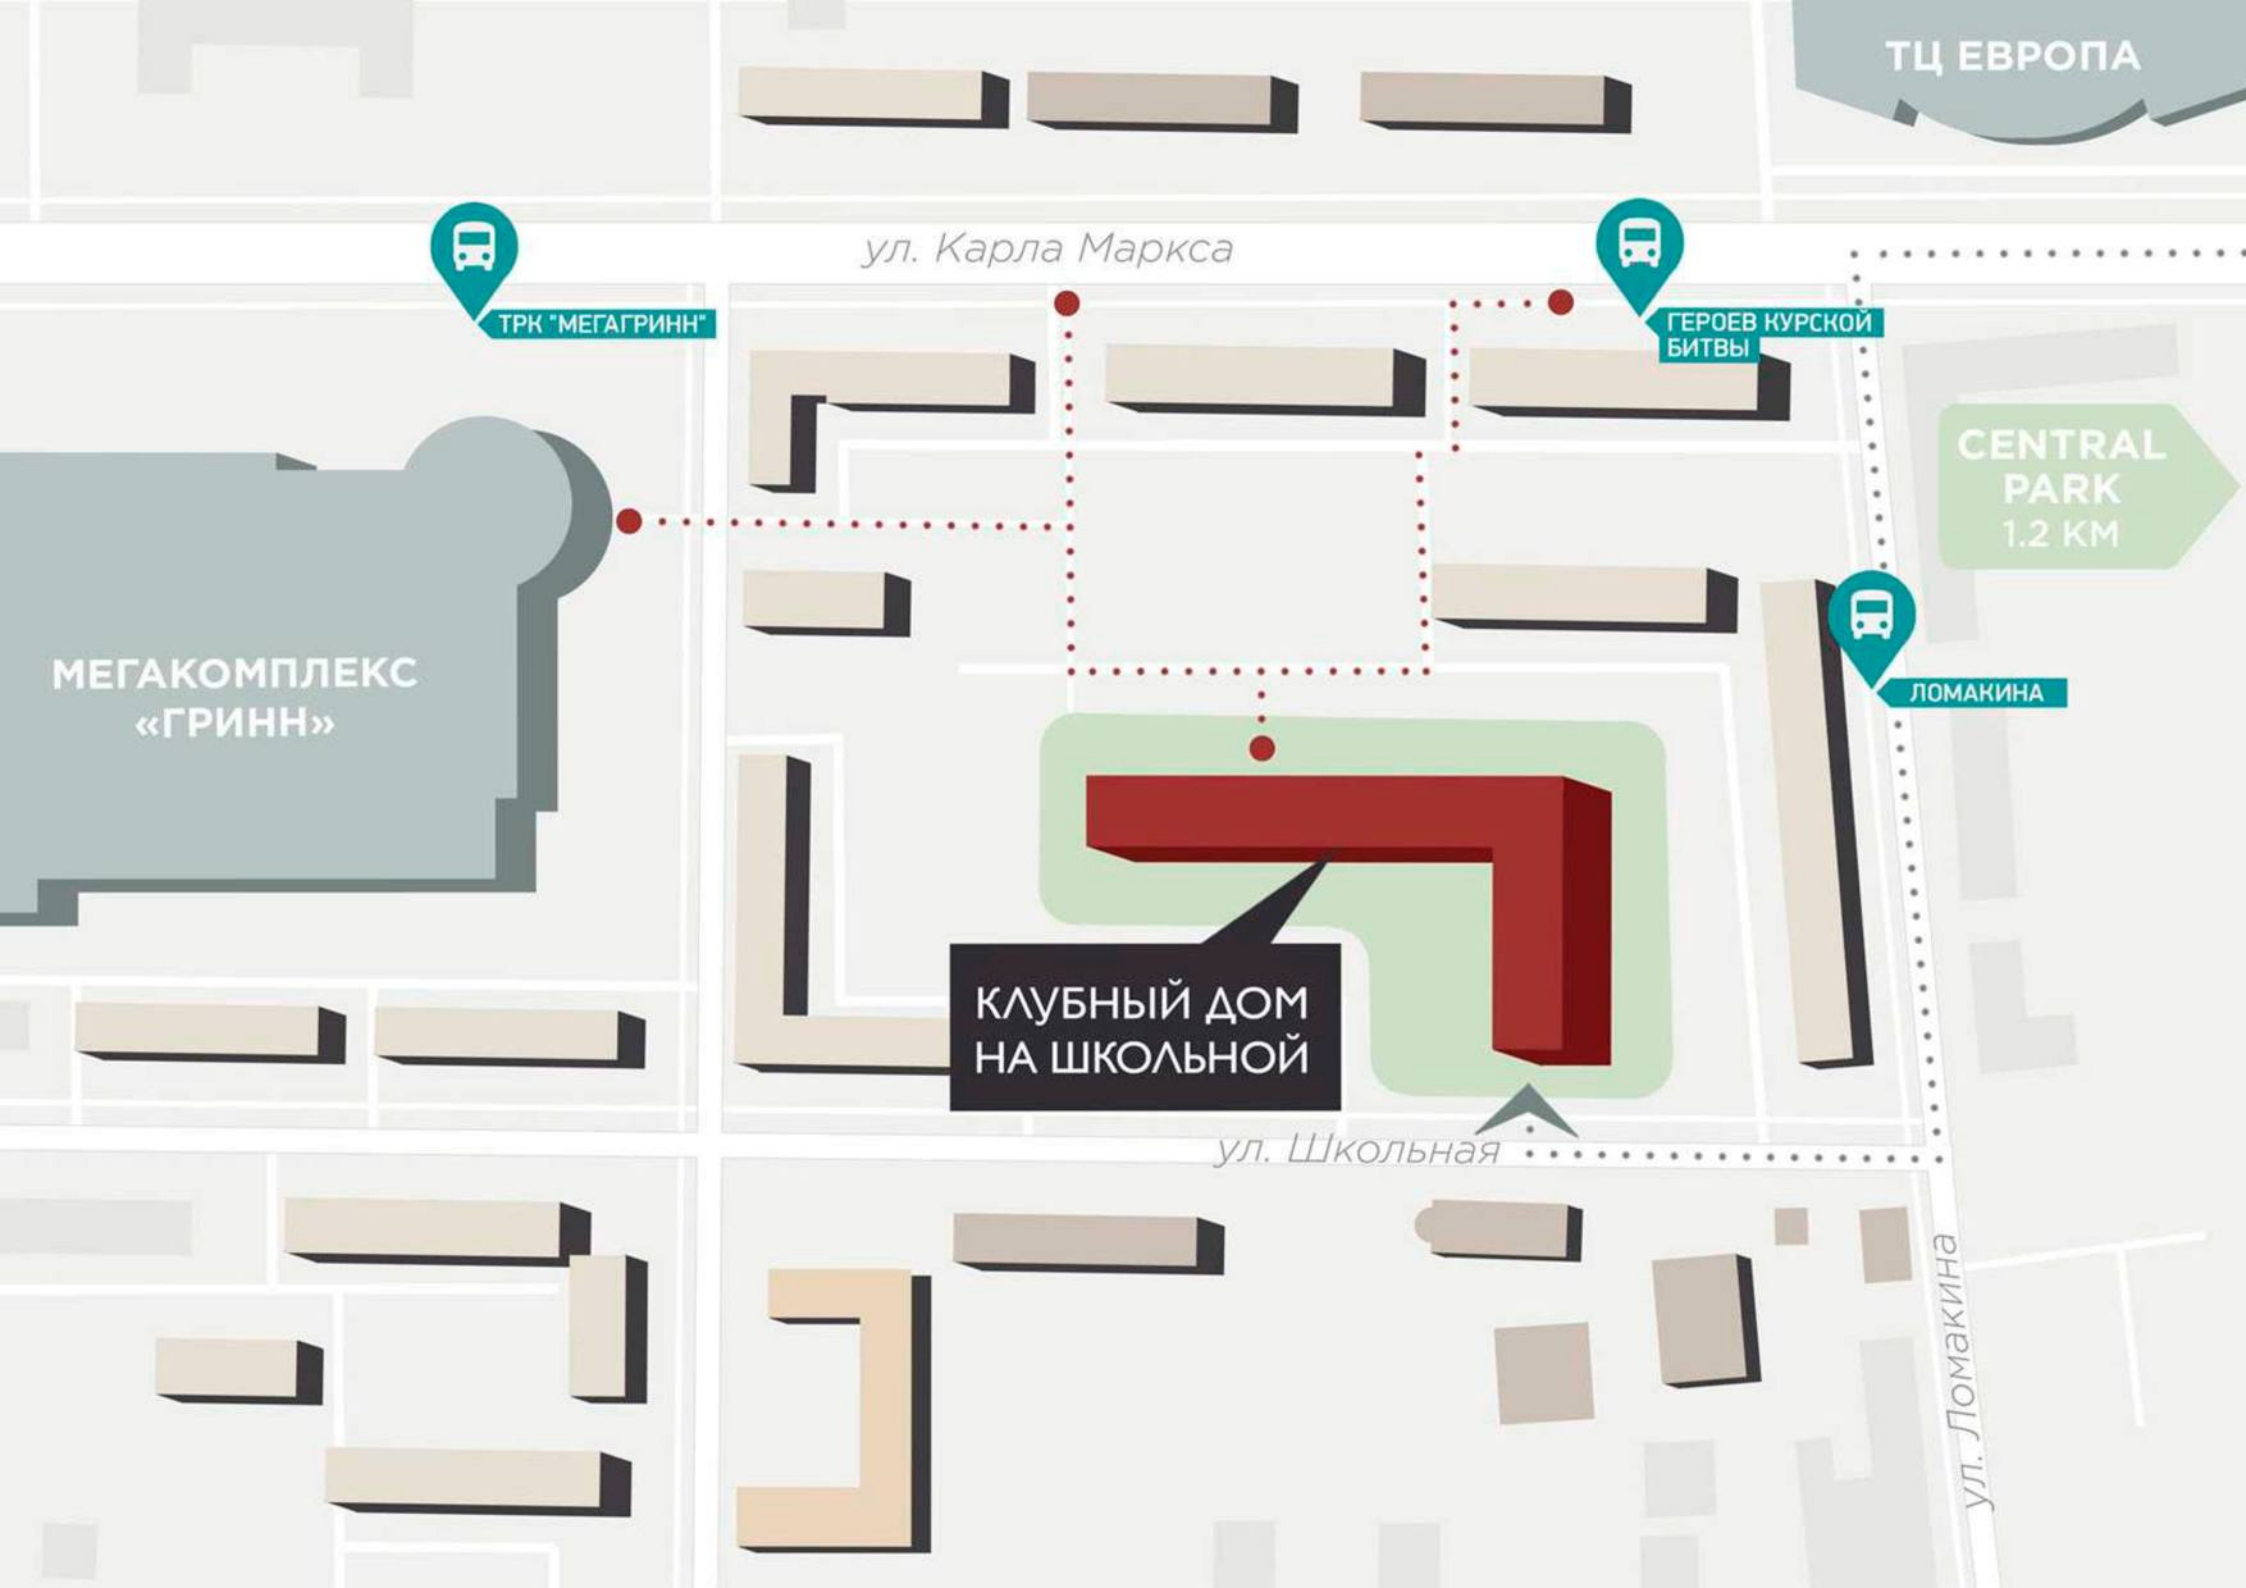 ТЦ ЕВРОПА
ул. Карла Маркса
ТРК "МЕГАГРИНН"
ГЕРОЕВ КУРСКОЙ
БИТВЫ
CENTRAL
PARK
1.2 KM
МЕГАКОМПЛЕКС
«ГРИНН»
ЛОМАКИНА
КЛУБНЫЙ ДОМ
НА ШКОЛЬНОЙ
ул. Школьная
ул. Ломакина